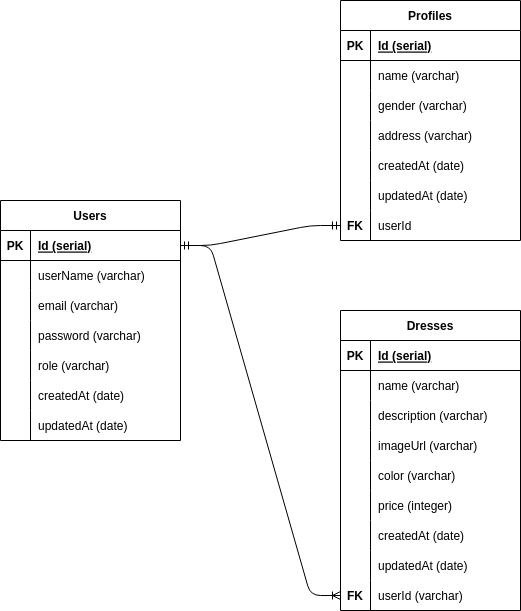 Profiles
PK Id (serial)
name (varchar)
gender (varchar)
address (varchar)
createdAt (date)
updatedAt (date)
FK userId
Users
PK Id (serial)
userName (varchar)
email (varchar)
password (varchar)
role (varchar)
createdAt (date)
updatedAt (date)
Dresses
PK Id (serial)
name (varchar)
description (varchar)
imageUrl (varchar)
color (varchar)
price (integer)
createdAt (date)
updatedAt (date)
FK userId (varchar)